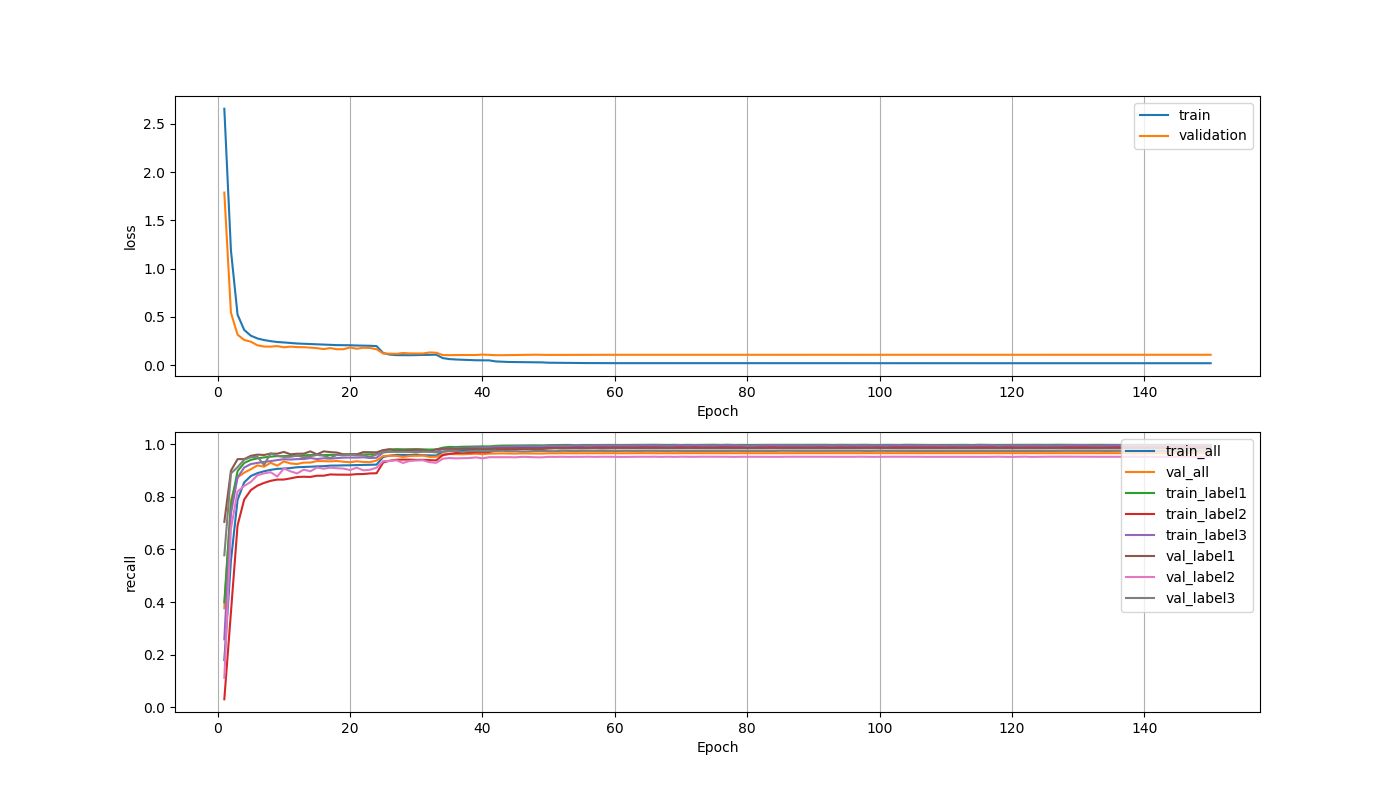 2.5
2.0
1.5
1.0
0.5
0.0
loss
train
validation
0 20 40 60 80 100 120 140
Epoch
1.0
0.8
0.6
0.4
0.2
0.0
recall
train_all
val_all
train_label1
train_label2
train_label3
val_label1
val_label2
val_label3
0 20 40 60 80 100 120 140
Epoch